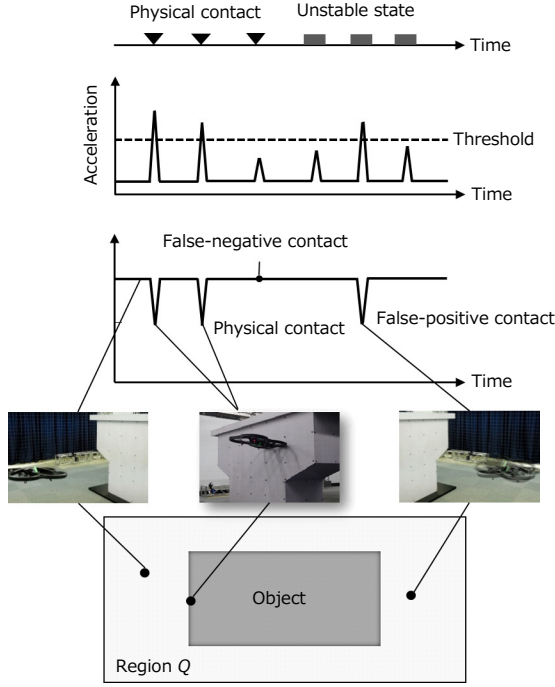 Physical contact
Unstable state
Time
Acceleration
Threshold
Time
False-negative contact
Physical contact
False-positive contact
Time
Object
Region Q